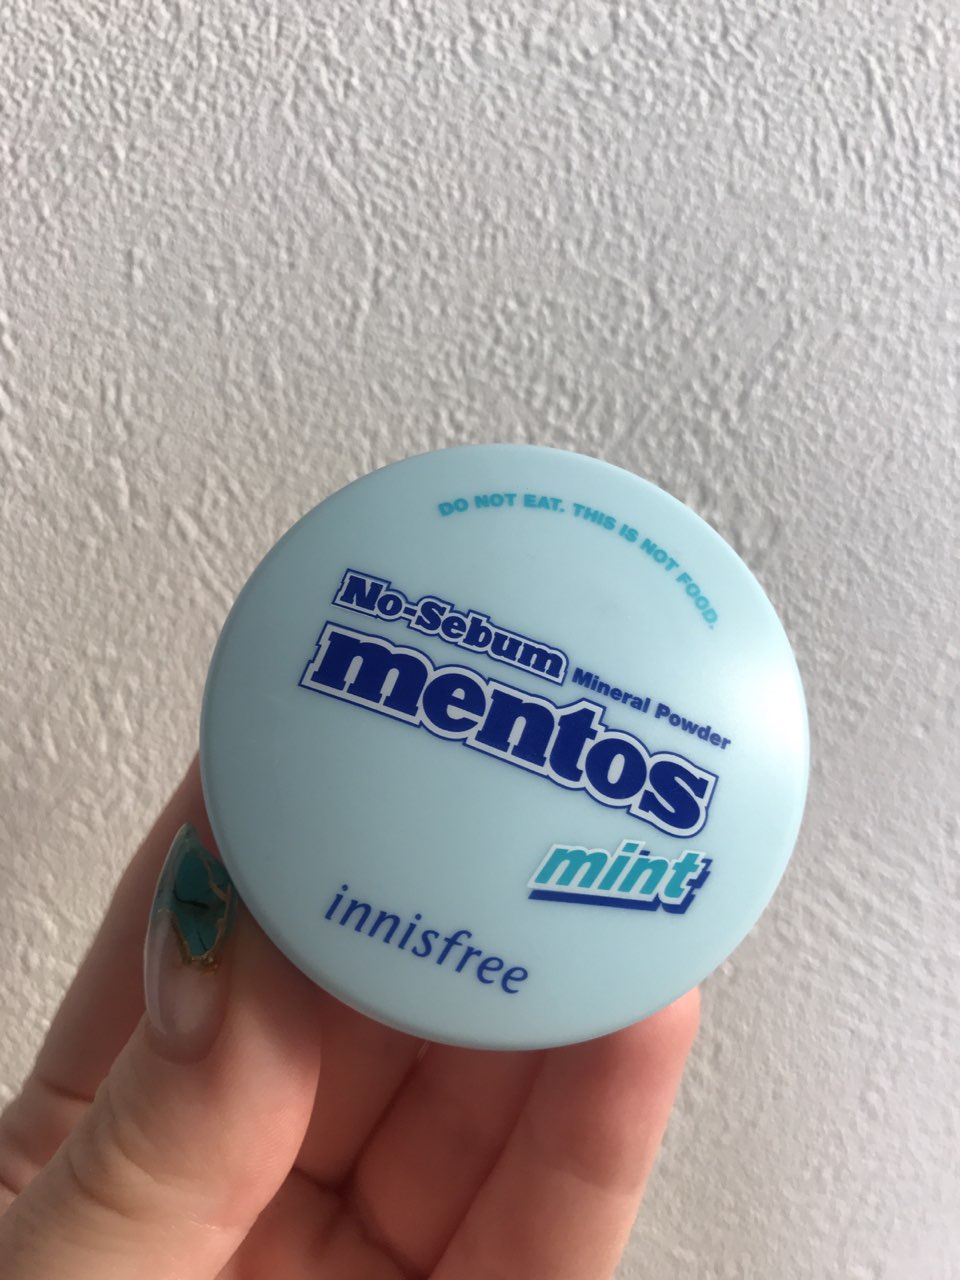 DO NOT EAT. THIS IS NOT FOOD.
No-Sebum Mineral Powder
mentos
mint
innisfree